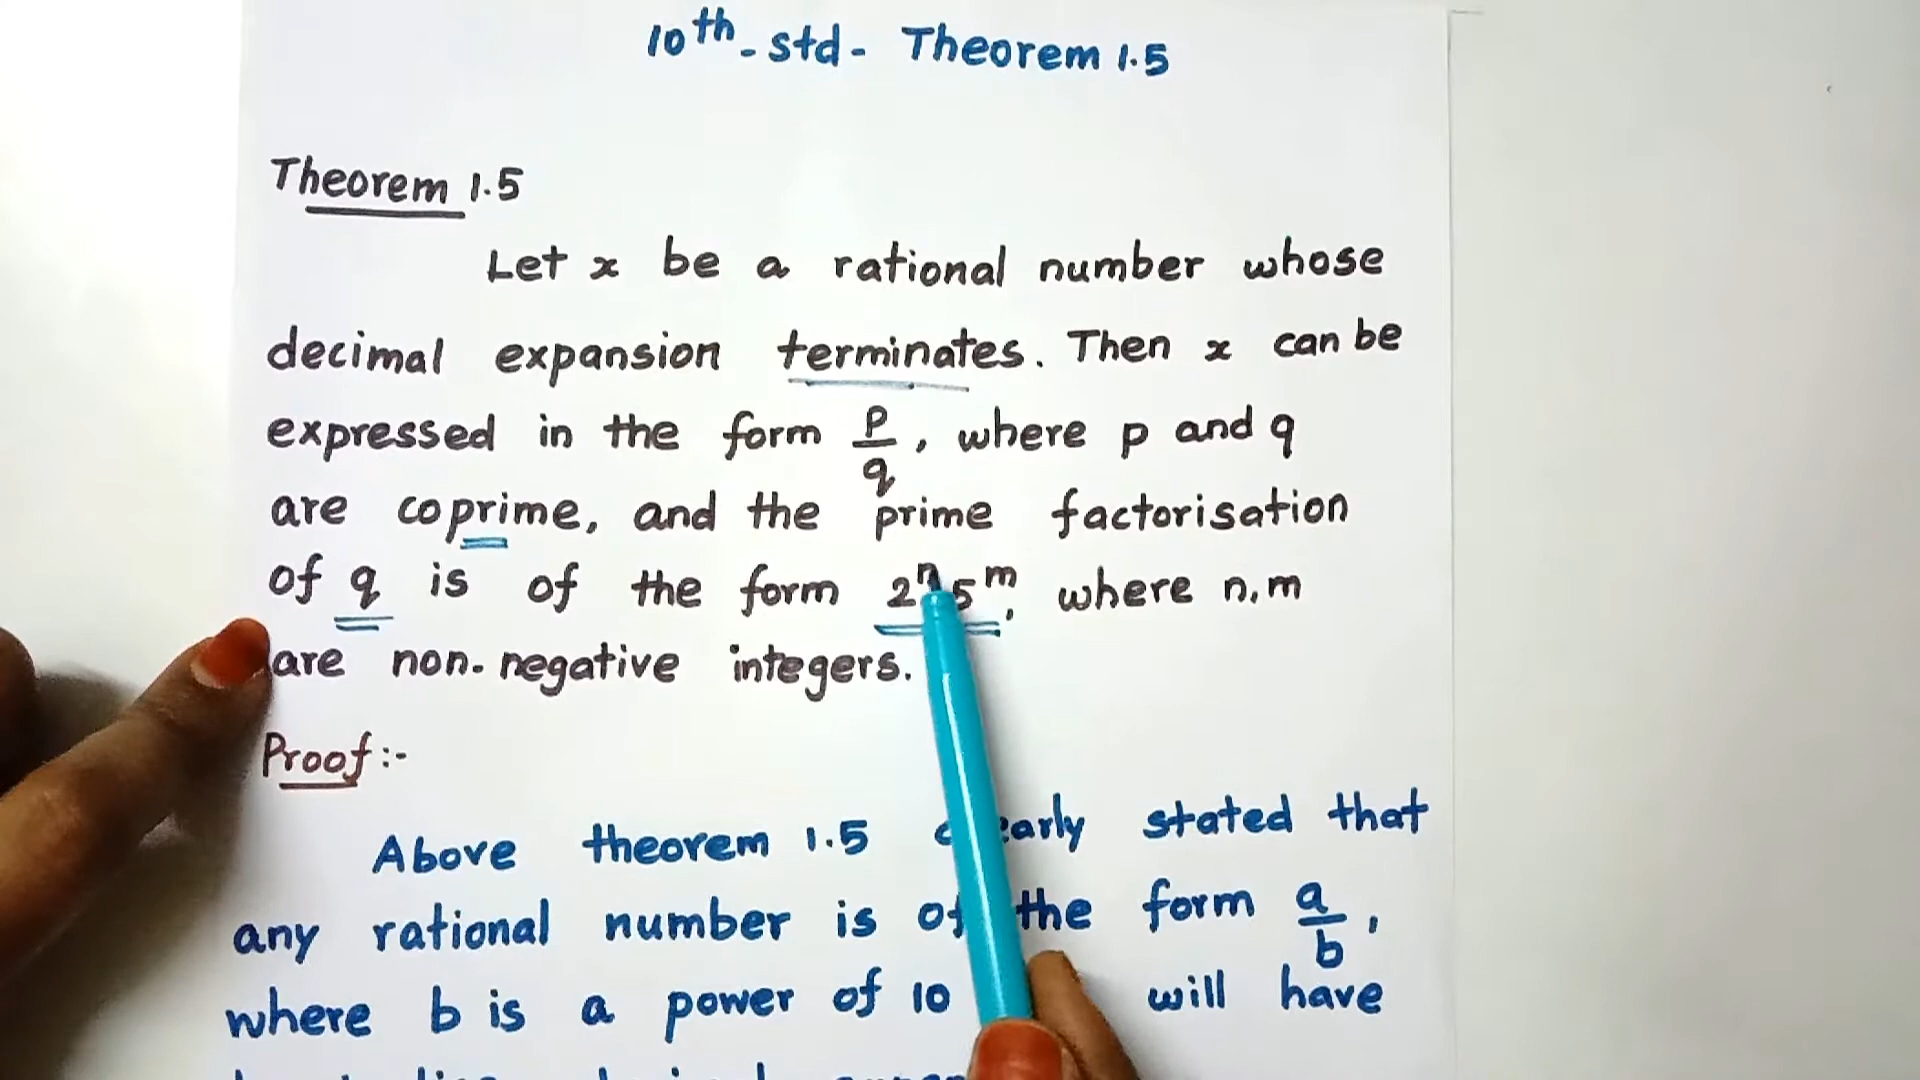 10th - std - Theorem 1.5
Theorem 1.5
Let x be a rational number whose
decimal expansion terminates. Then x can be
expressed in the form p/q, where p and q
are coprime, and the prime factorisation
of q is of the form 2ⁿ 5ᵐ, where n,m
are non-negative integers.
Proof :-
Above theorem 1.5 stated that
any rational number is of the form a/b,
where b is a power of 10 will have